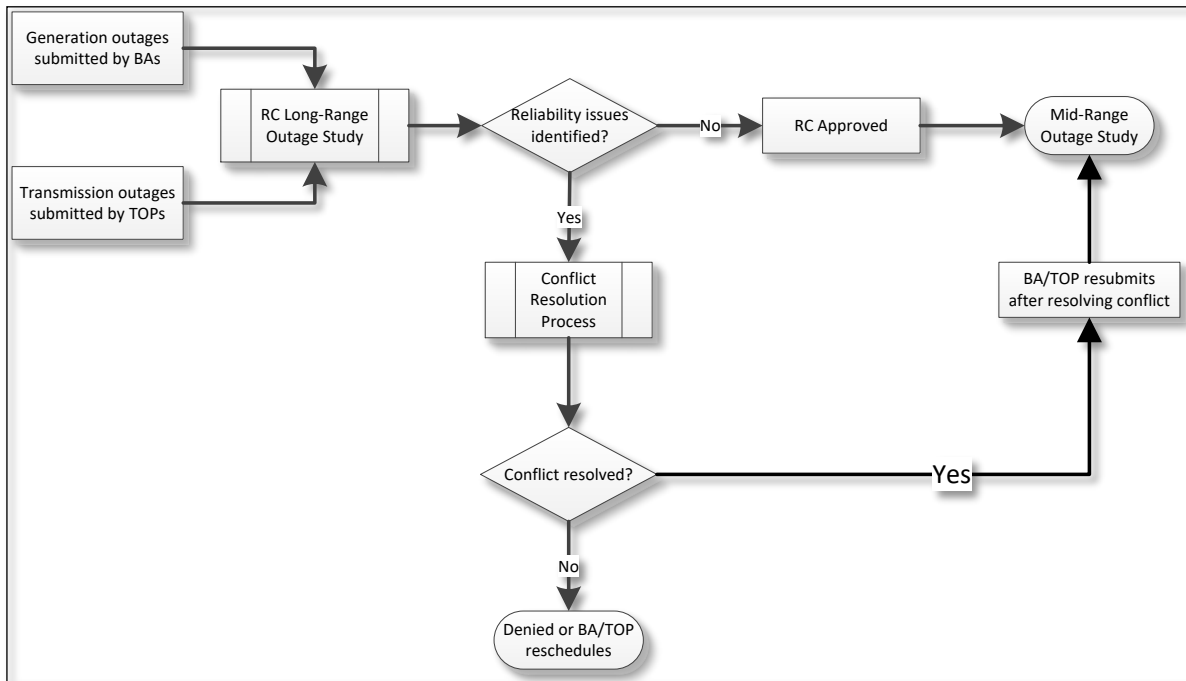 Generation outages
submitted by BAs
RC Long-Range
Outage Study
Transmission outages
submitted by TOPs
Reliability issues
identified?
No
RC Approved
Mid-Range
Outage Study
Yes
Conflict
Resolution
Process
BA/TOP resubmits
after resolving conflict
Conflict resolved?
Yes
No
Denied or BA/TOP
reschedules